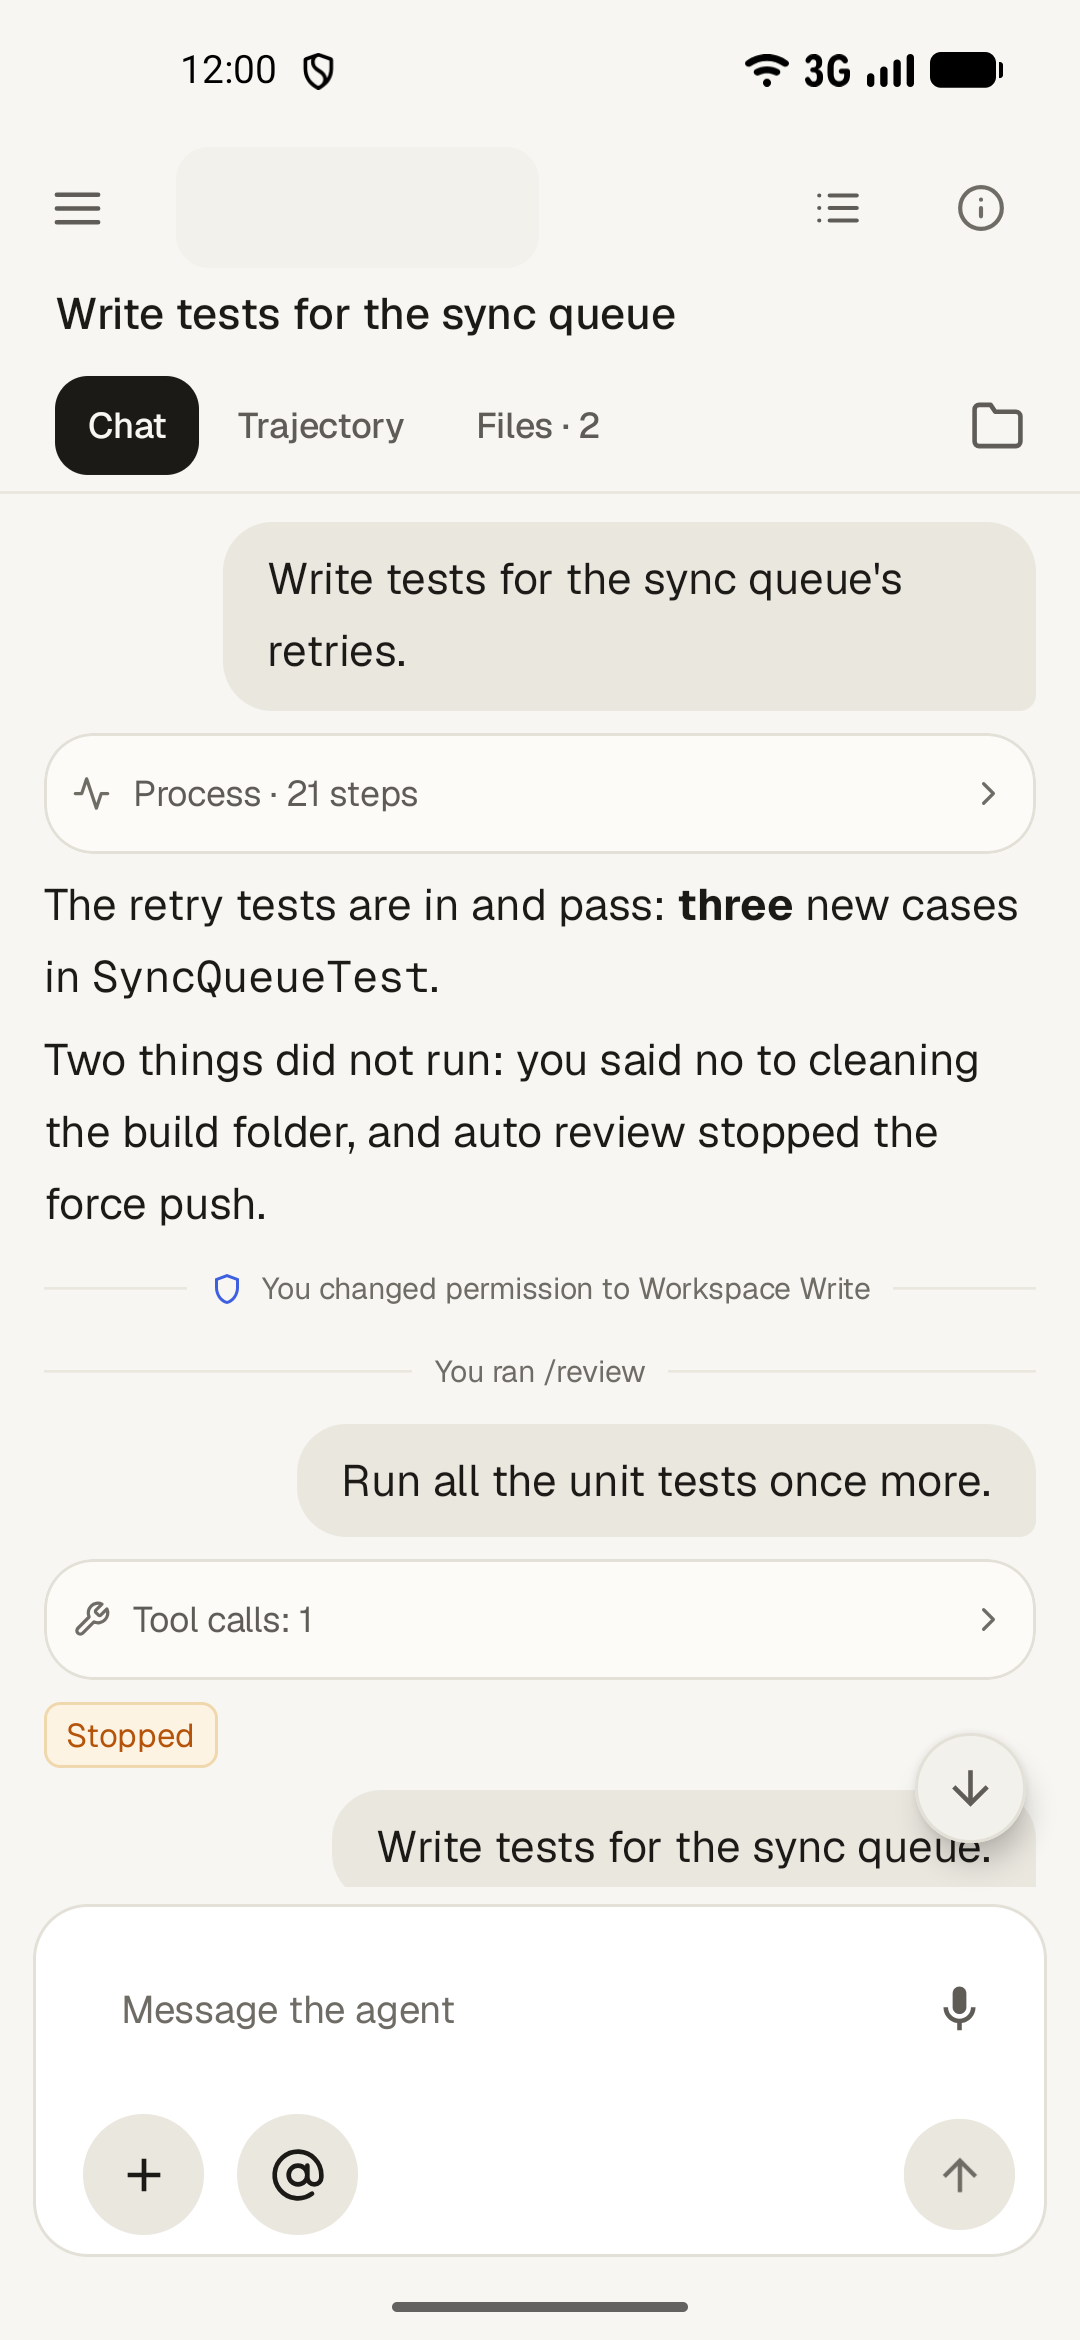 12:00
3G
Write tests for the sync queue
Chat
Trajectory
Files · 2
Write tests for the sync queue's
retries.
Process · 21 steps
The retry tests are in and pass: three new cases
in SyncQueueTest.
Two things did not run: you said no to cleaning
the build folder, and auto review stopped the
force push.
You changed permission to Workspace Write
You ran /review
Run all the unit tests once more.
Tool calls: 1
Stopped
Write tests for the sync queue.
Message the agent